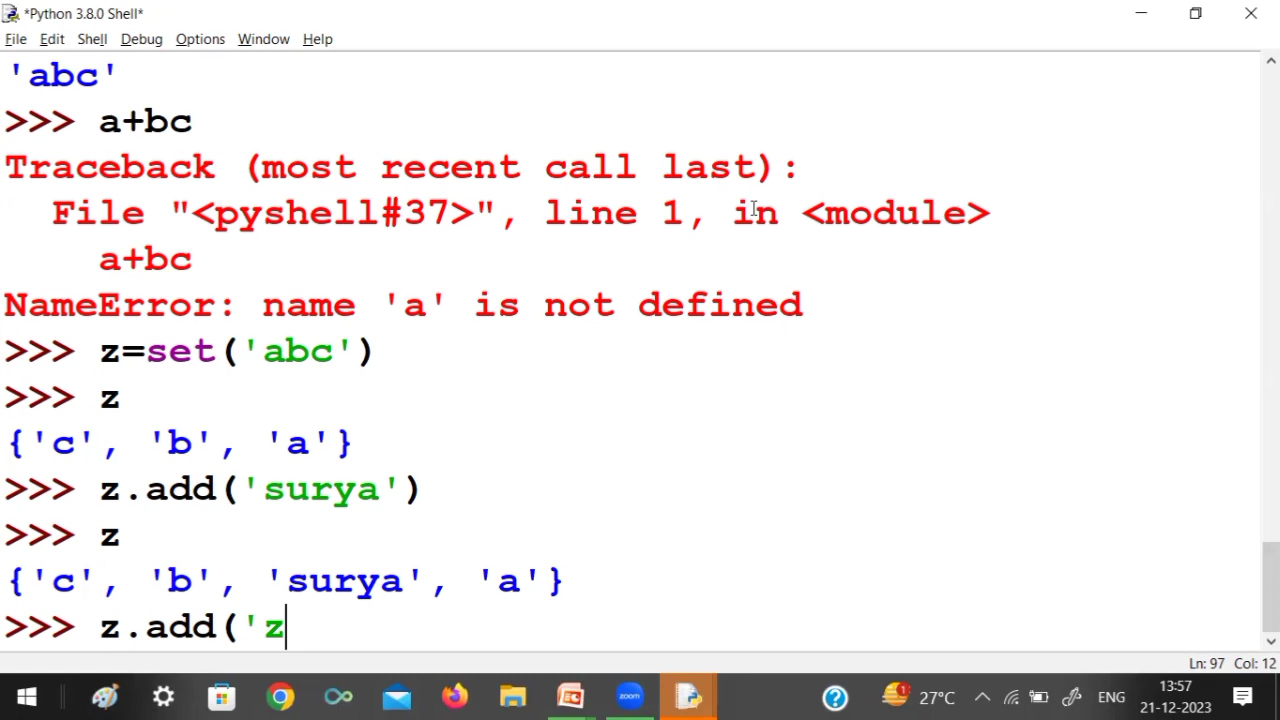 *Python 3.8.0 Shell*
File Edit Shell Debug Options Window Help
'abc'
>>> a+bc
Traceback (most recent call last):
  File "<pyshell#37>", line 1, in <module>
    a+bc
NameError: name 'a' is not defined
>>> z=set('abc')
>>> z
{'c', 'b', 'a'}
>>> z.add('surya')
>>> z
{'c', 'b', 'surya', 'a'}
>>> z.add('z
Ln: 97 Col: 12
zoom
1
27°C
ENG
13:57
21-12-2023